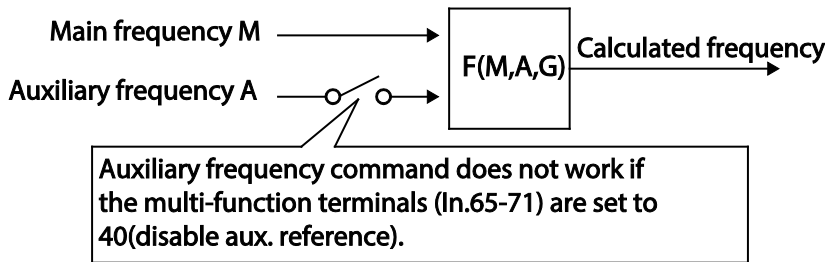 Main frequency M
Auxiliary frequency A
F(M,A,G)
Calculated frequency
Auxiliary frequency command does not work if
the multi-function terminals (In.65-71) are set to
40(disable aux. reference).